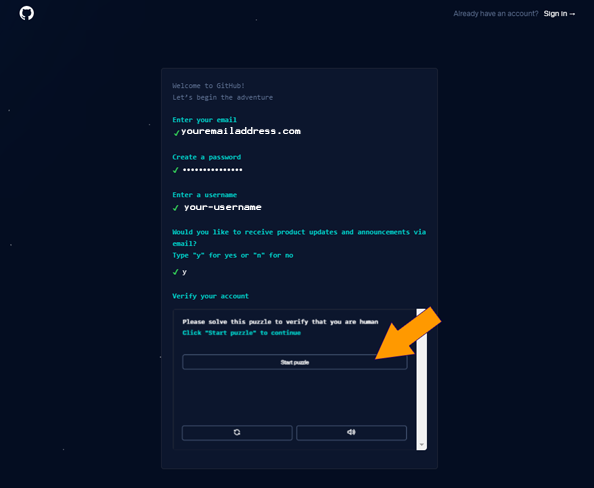 Already have an account? Sign in →
Welcome to GitHub!
Let's begin the adventure
Enter your email
✓youremailaddress.com
Create a password
✓ •••••••••••••••
Enter a username
✓ your-username
Would you like to receive product updates and announcements via
email?
Type "y" for yes or "n" for no
✓ y
Verify your account
Please solve this puzzle to verify that you are human
Click "Start puzzle" to continue
Start puzzle